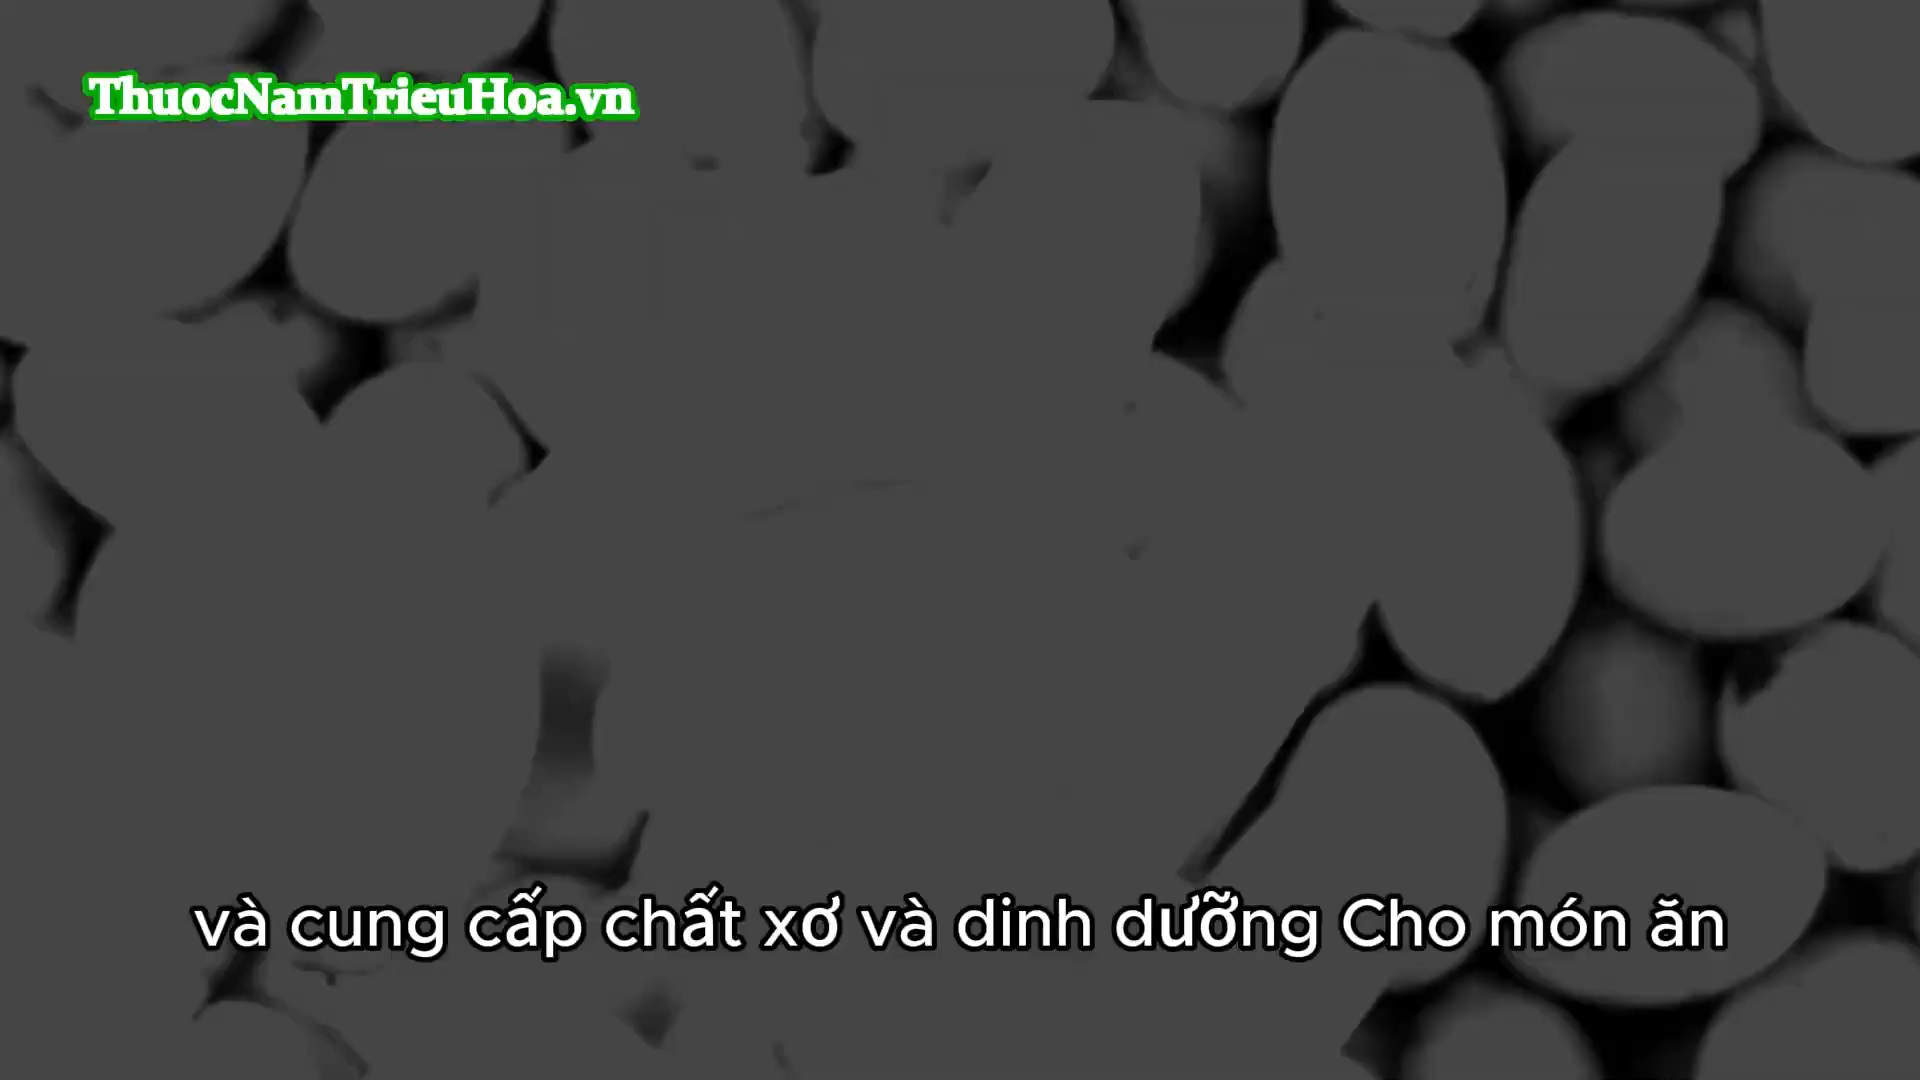 ThuocNamTrieuHoa.vn
và cung cấp chất xơ và dinh dưỡng Cho món ăn